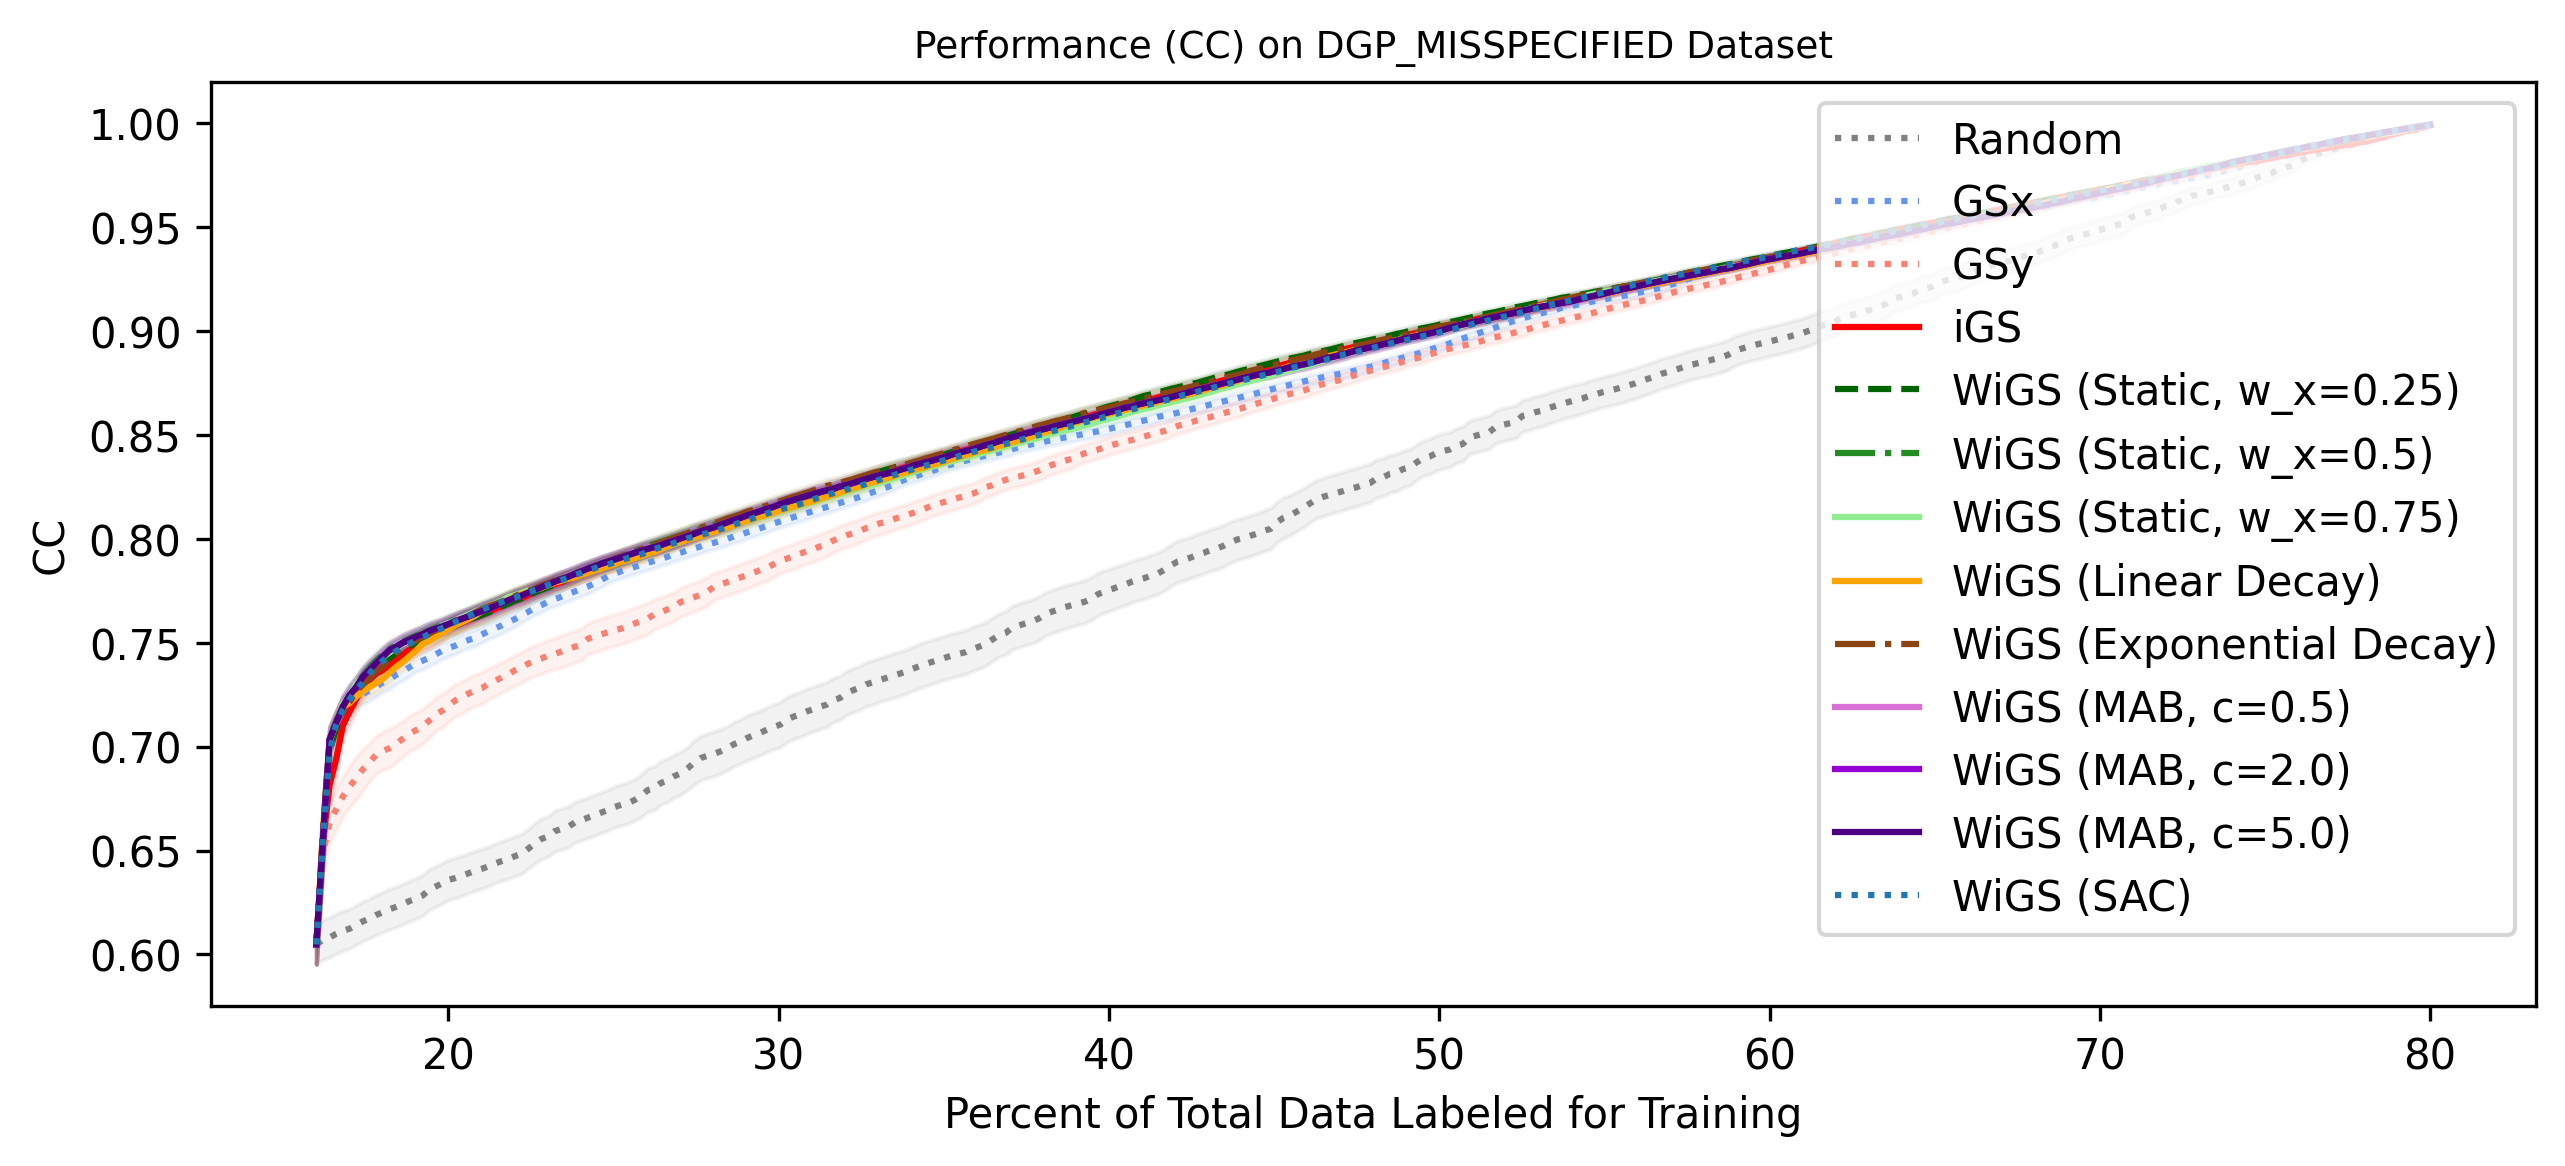 Performance (CC) on DGP_MISSPECIFIED Dataset
1.00
0.95
0.90
0.85
0.80
0.75
0.70
0.65
0.60
CC
20 30 40 50 60 70 80
Percent of Total Data Labeled for Training
Random
GSx
GSy
iGS
WiGS (Static, w_x=0.25)
WiGS (Static, w_x=0.5)
WiGS (Static, w_x=0.75)
WiGS (Linear Decay)
WiGS (Exponential Decay)
WiGS (MAB, c=0.5)
WiGS (MAB, c=2.0)
WiGS (MAB, c=5.0)
WiGS (SAC)